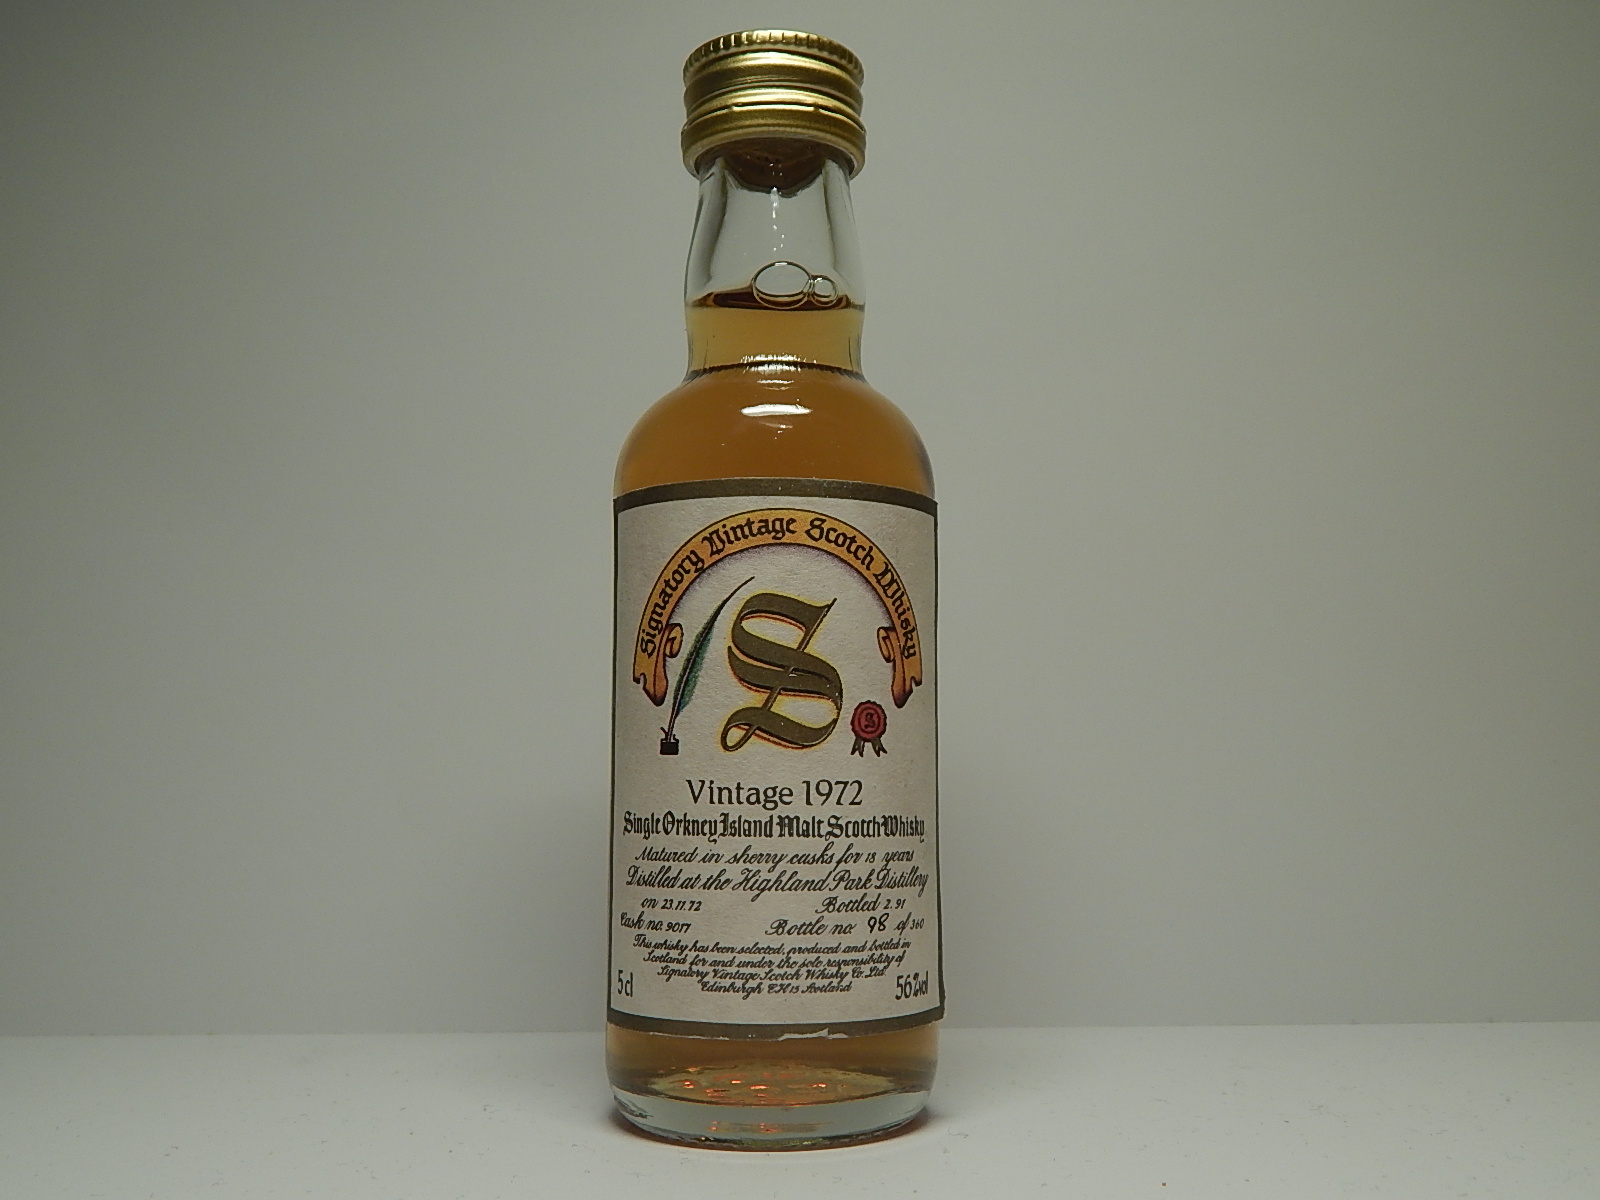 Signatory Vintage Scotch Whisky
S
S
Vintage 1972
Single Orkney Island Malt Scotch Whisky
Matured in sherry casks for 18 years
Distilled at the Highland Park Distillery
on 23.11.72 Bottled 2.91
Cask no. 9017 Bottle no. 98 of 360
This whisky has been selected, produced and bottled in
Scotland for and under the sole responsibility of
Signatory Vintage Scotch Whisky Co. Ltd.
Edinburgh EH15 Scotland
5cl 56%vol